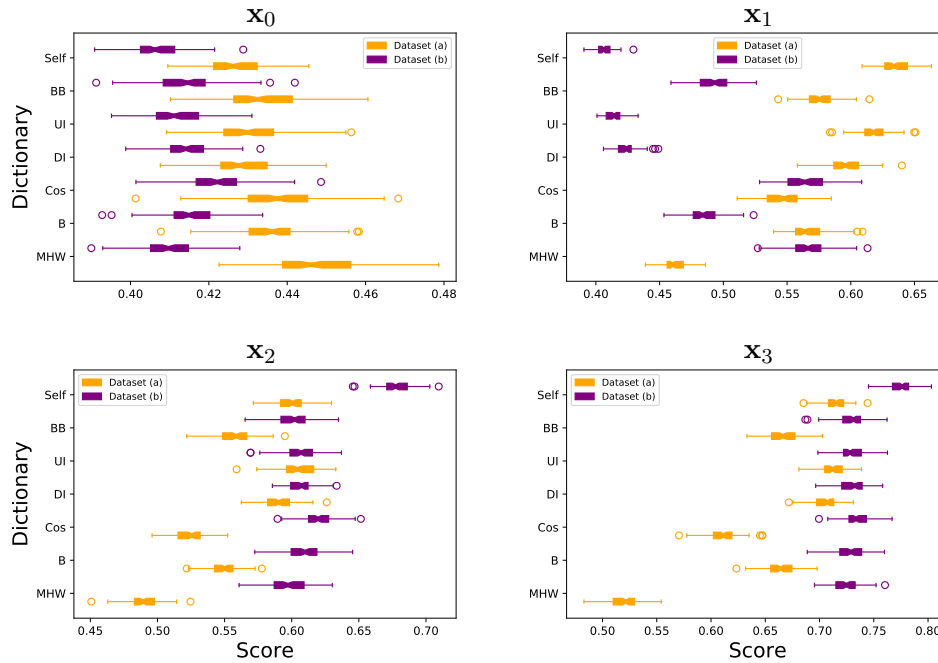 x₀
Dictionary
Self
BB
UI
DI
Cos
B
MHW
Dataset (a)
Dataset (b)
0.40 0.42 0.44 0.46 0.48
x₁
Self
BB
UI
DI
Cos
B
MHW
Dataset (a)
Dataset (b)
0.40 0.45 0.50 0.55 0.60 0.65
x₂
Dictionary
Self
BB
UI
DI
Cos
B
MHW
Dataset (a)
Dataset (b)
0.45 0.50 0.55 0.60 0.65 0.70
Score
x₃
Self
BB
UI
DI
Cos
B
MHW
Dataset (a)
Dataset (b)
0.50 0.55 0.60 0.65 0.70 0.75 0.80
Score